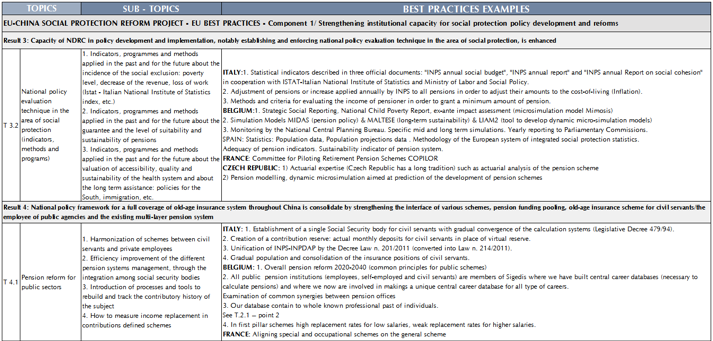 TOPICS
SUB - TOPICS
BEST PRACTICES EXAMPLES
EU-CHINA SOCIAL PROTECTION REFORM PROJECT • EU BEST PRACTICES • Component 1/ Strengthening institutional capacity for social protection policy development and reforms
Result 3: Capacity of NDRC in policy development and implementation, notably establishing and enforcing national policy evaluation technique in the area of social protection, is enhanced
T 3.2
National policy
evaluation
technique in the
area of social
protection
(indicators,
methods and
programs)
1. Indicators, programmes and methods
applied in the past and for the future about the
incidence of the social exclusion: poverty
level, decrease of the revenue, loss of work
(Istat - Italian National Institute of Statistics
index, etc.)
2. Indicators, programmes and methods
applied in the past and for the future about the
guarantee and the level of suitability and
sustainability of pensions
3. Indicators, programmes and methods
applied in the past and for the future about the
valuation of accessibility, quality and
sustainability of the health system and about
the long term assistance: policies for the
South, immigration, etc.
ITALY:1. Statistical indicators described in three official documents: "INPS annual social budget", "INPS annual report" and "INPS annual Report on social cohesion"
in cooperation with ISTAT-Italian National Institute of Statistics and Ministry of Labor and Social Policy.
2. Adjustment of pensions or increase applied annually by INPS to all pensions in order to adjust their amounts to the cost-of-living (Inflation).
3. Methods and criteria for evaluating the income of pensioner in order to grant a minimum amount of pension.
BELGIUM:1. Strategic Social Reporting, National Child Poverty Report, ex-ante impact assessment (microsimulation model Mimosis)
2. Simulation Models MIDAS (pension policy) & MALTESE (long-term sustainability) & LIAM2 (tool to develop dynamic micro-simulation models)
3. Monitoring by the National Central Planning Bureau. Specific mid and long term simulations. Yearly reporting to Parliamentary Commissions.
SPAIN: Statistics: Population data, Population projections data. Methodology of the European system of integrated social protection statistics.
Adequacy of pension indicators. Sustainability indicator of pension system.
FRANCE: Committee for Piloting Retirement Pension Schemes COPILOR
CZECH REPUBLIC: 1) Actuarial expertise (Czech Republic has a long tradition) such as actuarial analysis of the pension scheme
2) Pension modelling, dynamic microsimulation aimed at prediction of the development of pension schemes
Result 4: National policy framework for a full coverage of old-age insurance system throughout China is consolidate by strengthening the interface of various schemes, pension funding pooling, old-age insurance scheme for civil servants/the
employee of public agencies and the existing multi-layer pension system
T 4.1
Pension reform for
public sectors
1. Harmonization of schemes between civil
servants and private employees
2. Efficiency improvement of the different
pension systems management, through the
integration among social security bodies
3. Introduction of processes and tools to
rebuild and track the contributory history of
the subject
4. How to measure income replacement in
contributions defined schemes
ITALY: 1. Establishment of a single Social Security body for civil servants with gradual convergence of the calculation systems (Legislative Decree 479/94).
2. Creation of a contribution reserve: actual monthly deposits for civil servants in place of virtual reserve.
3. Unification of INPS-INPDAP by the Decree Law n. 201/2011 (converted into Law n. 214/2011).
4. Gradual population and consolidation of the insurance positions of civil servants.
BELGIUM: 1. Overall pension reform 2020-2040 (common principles for public schemes)
2. All public pension institutions (employees, self-employed and civil servants) are members of Sigedis where we have built central career databases (necessary to
calculate pensions) and where we now are involved in making a unique central career database for all type of careers.
Examination of common synergies between pension offices
3. Our database contain to whole known professional past of individuals.
See T.2.1 – point 2
4. In first pillar schemes high replacement rates for low salaries, weak replacement rates for higher salaries.
FRANCE: Aligning special and occupational schemes on the general scheme